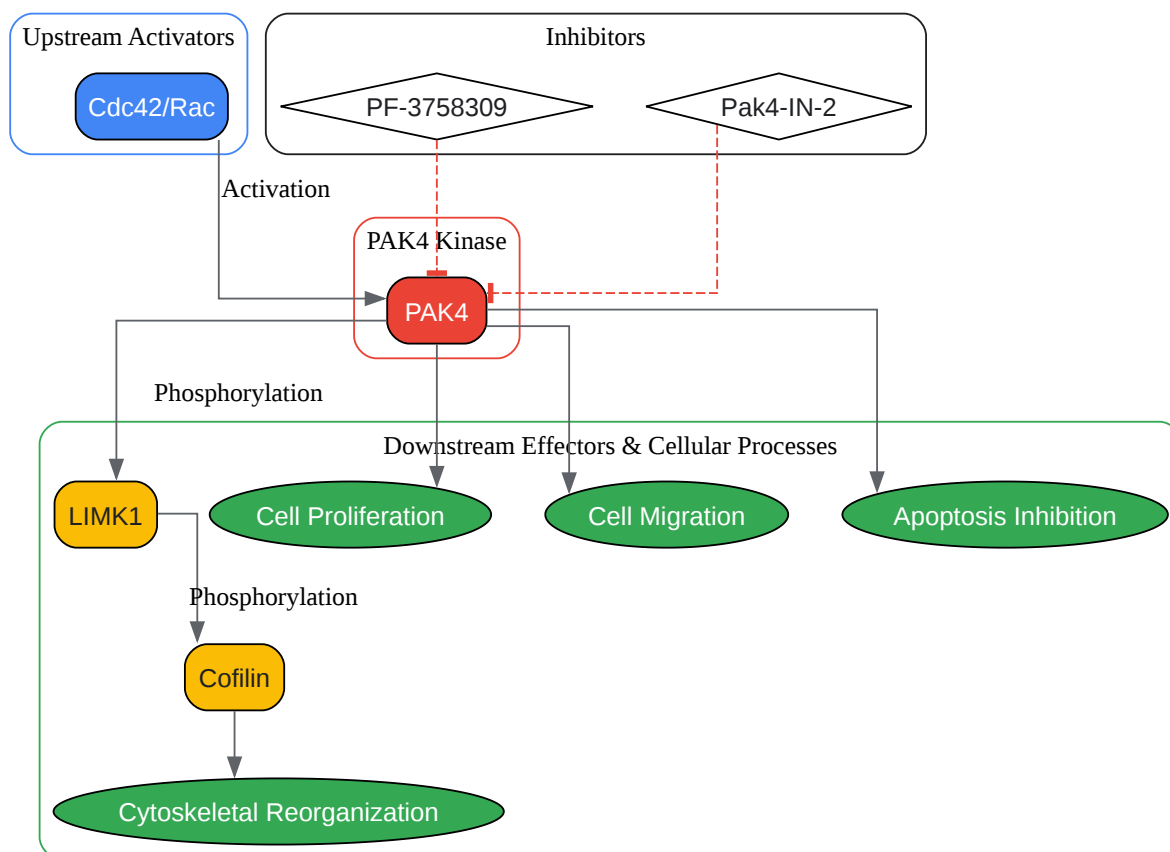 Upstream Activators
Inhibitors
Cdc42/Rac
PF-3758309
Pak4-IN-2
Activation
PAK4 Kinase
PAK4
Phosphorylation
Downstream Effectors & Cellular Processes
LIMK1
Cell Proliferation
Cell Migration
Apoptosis Inhibition
Phosphorylation
Cofilin
Cytoskeletal Reorganization